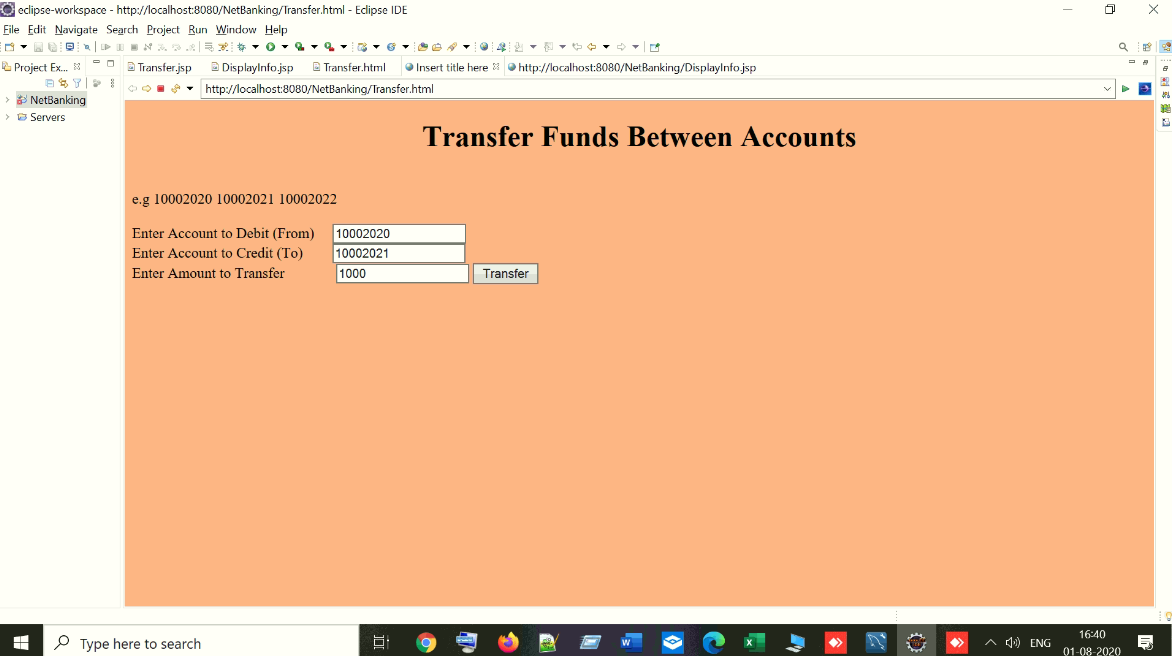 eclipse-workspace - http://localhost:8080/NetBanking/Transfer.html - Eclipse IDE
File Edit Navigate Search Project Run Window Help
Project Ex...
Transfer.jsp DisplayInfo.jsp Transfer.html Insert title here http://localhost:8080/NetBanking/DisplayInfo.jsp
http://localhost:8080/NetBanking/Transfer.html
NetBanking
Servers
Transfer Funds Between Accounts
e.g 10002020 10002021 10002022
Enter Account to Debit (From) 10002020
Enter Account to Credit (To) 10002021
Enter Amount to Transfer 1000 Transfer
Type here to search
ENG
16:40
01-08-2020